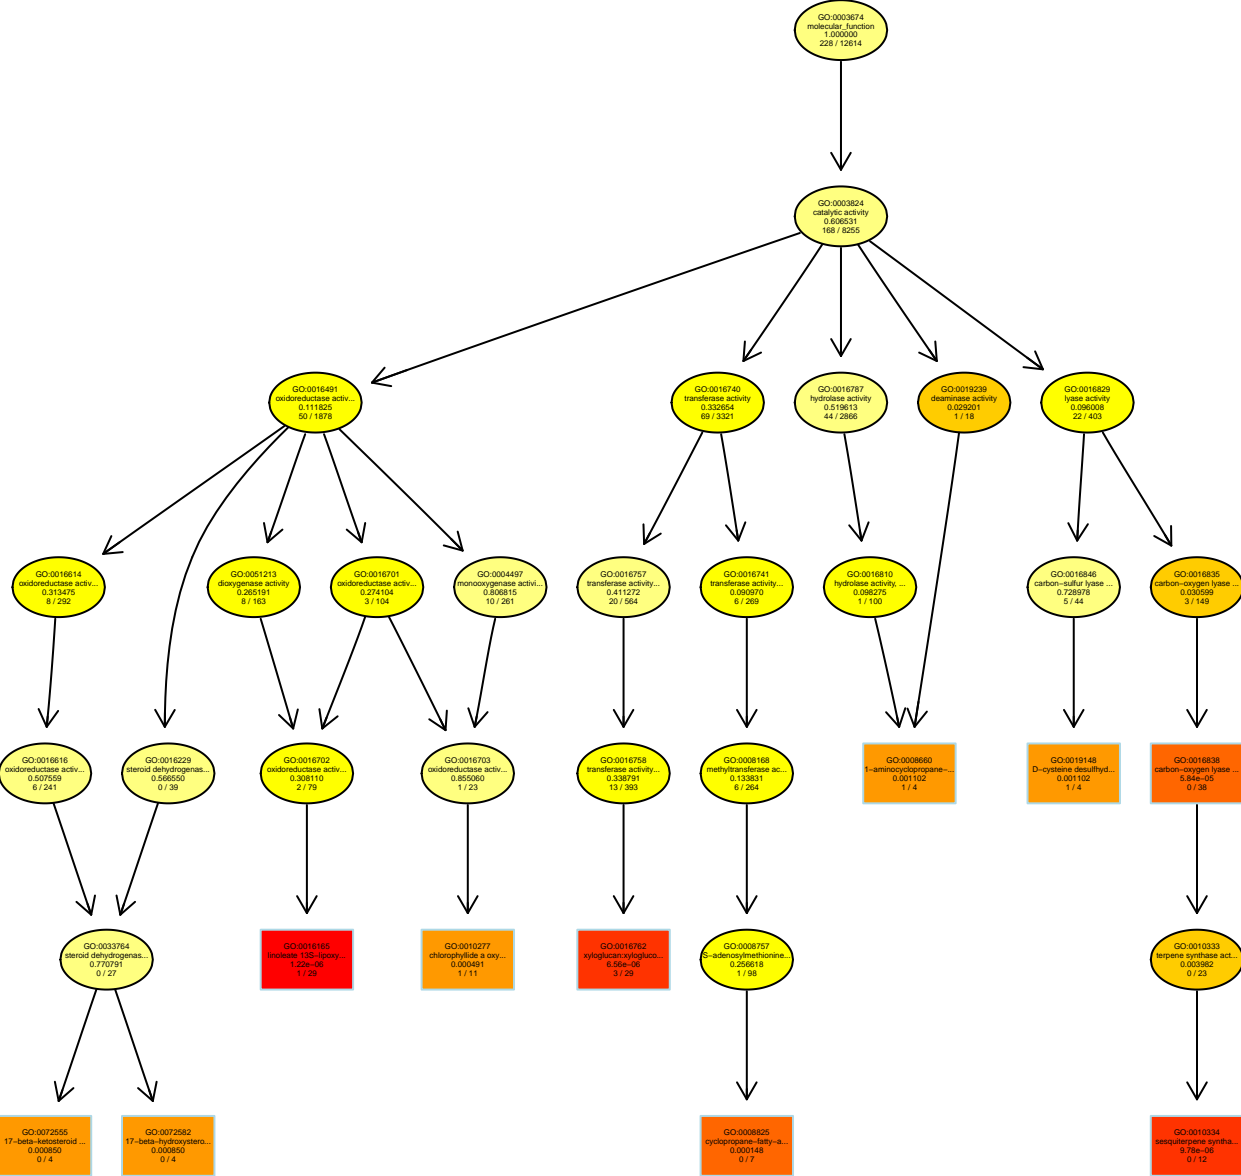 GO:0003674
molecular_function
1.000000
228 / 12614
GO:0003824
catalytic activity
0.606531
168 / 8255
GO:0016491
oxidoreductase activ...
0.111825
50 / 1878
GO:0016740
transferase activity
0.332654
69 / 3321
GO:0016787
hydrolase activity
0.519613
44 / 2866
GO:0019239
deaminase activity
0.029201
1 / 18
GO:0016829
lyase activity
0.096008
22 / 403
GO:0016614
oxidoreductase activ...
0.313475
8 / 292
GO:0051213
dioxygenase activity
0.265191
8 / 163
GO:0016701
oxidoreductase activ...
0.274104
3 / 104
GO:0004497
monooxygenase activi...
0.806815
10 / 261
GO:0016757
transferase activity...
0.411272
20 / 564
GO:0016741
transferase activity...
0.090970
6 / 269
GO:0016810
hydrolase activity, ...
0.098275
1 / 100
GO:0016846
carbon−sulfur lyase ...
0.728978
5 / 44
GO:0016835
carbon−oxygen lyase ...
0.030599
3 / 149
GO:0016616
oxidoreductase activ...
0.507559
6 / 241
GO:0016229
steroid dehydrogenas...
0.566550
0 / 39
GO:0016702
oxidoreductase activ...
0.308110
2 / 79
GO:0016703
oxidoreductase activ...
0.855060
1 / 23
GO:0016758
transferase activity...
0.338791
13 / 393
GO:0008168
methyltransferase ac...
0.133831
6 / 264
GO:0008660
1−aminocyclopropane−...
0.001102
1 / 4
GO:0019148
D−cysteine desulfhyd...
0.001102
1 / 4
GO:0016838
carbon−oxygen lyase ...
5.84e−05
0 / 38
GO:0033764
steroid dehydrogenas...
0.770791
0 / 27
GO:0016165
linoleate 13S−lipoxy...
1.22e−06
1 / 29
GO:0010277
chlorophyllide a oxy...
0.000491
1 / 11
GO:0016762
xyloglucan:xygluco...
6.56e−06
3 / 29
GO:0008757
S−adenosylmethionine...
0.256618
1 / 98
GO:0010333
terpene synthase act...
0.003982
0 / 23
GO:0072555
17−beta−ketosteroid ...
0.000850
0 / 4
GO:0072582
17−beta−hydroxystero...
0.000850
0 / 4
GO:0008825
cyclopropane−fatty−a...
0.000148
0 / 7
GO:0010334
sesquiterpene syntha...
9.78e−06
0 / 12